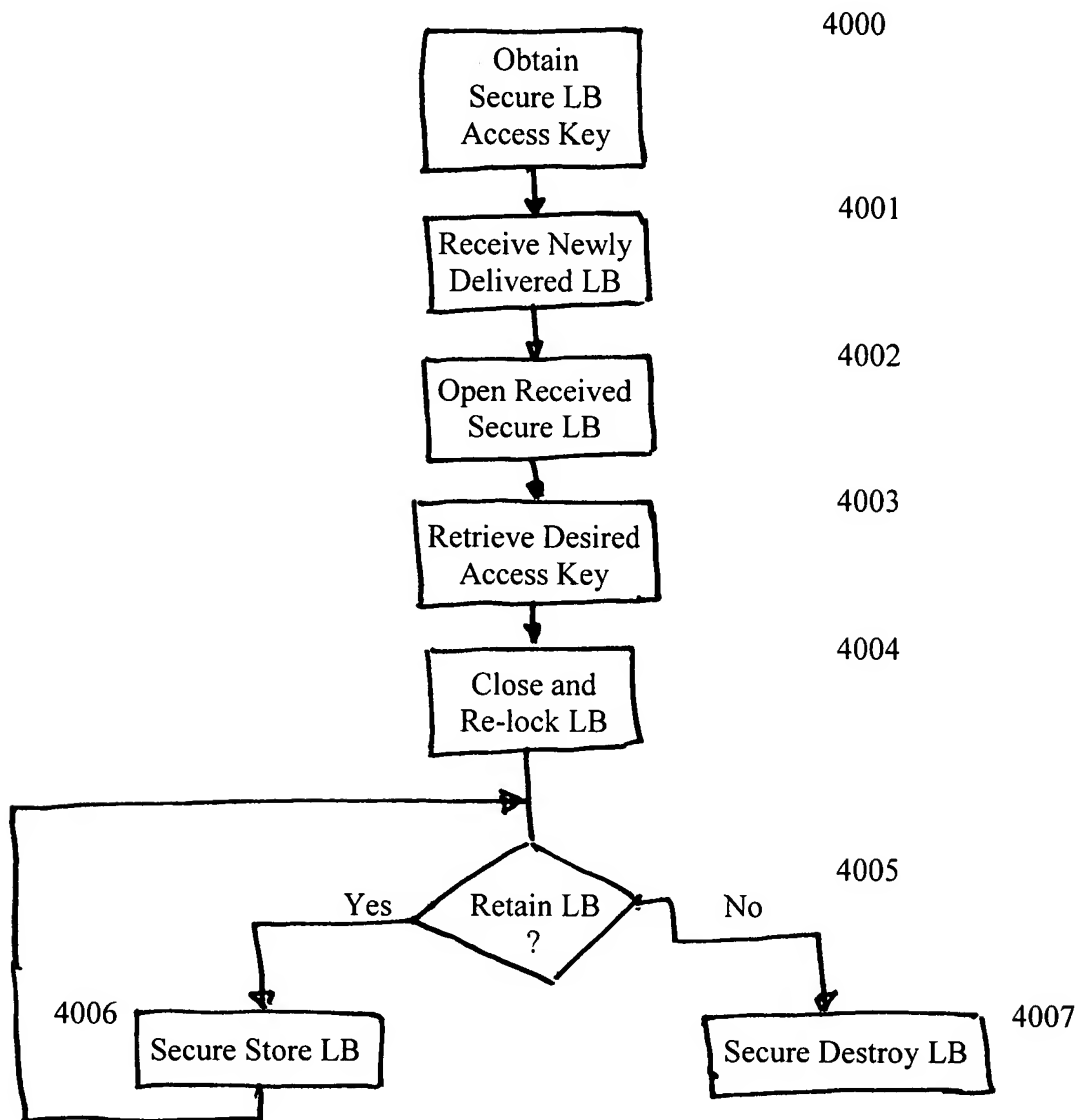 4000
Obtain
Secure LB
Access Key
4001
Receive Newly
Delivered LB
4002
Open Received
Secure LB
4003
Retrieve Desired
Access Key
4004
Close and
Re-lock LB
4005
Yes
Retain LB
?
No
4006
Secure Store LB
4007
Secure Destroy LB